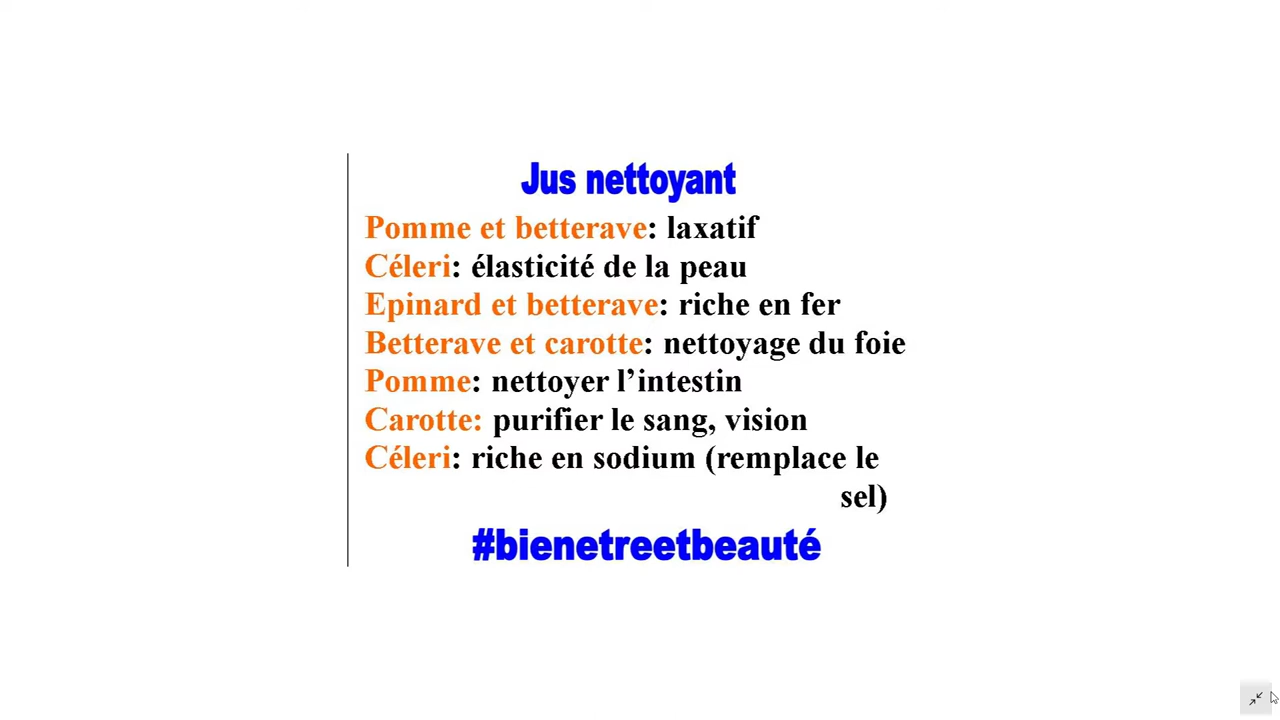 Jus nettoyant
Pomme et betterave: laxatif
Céleri: élasticité de la peau
Epinard et betterave: riche en fer
Betterave et carotte: nettoyage du foie
Pomme: nettoyer l’intestin
Carotte: purifier le sang, vision
Céleri: riche en sodium (remplace le
sel)
#bienetreetbeauté